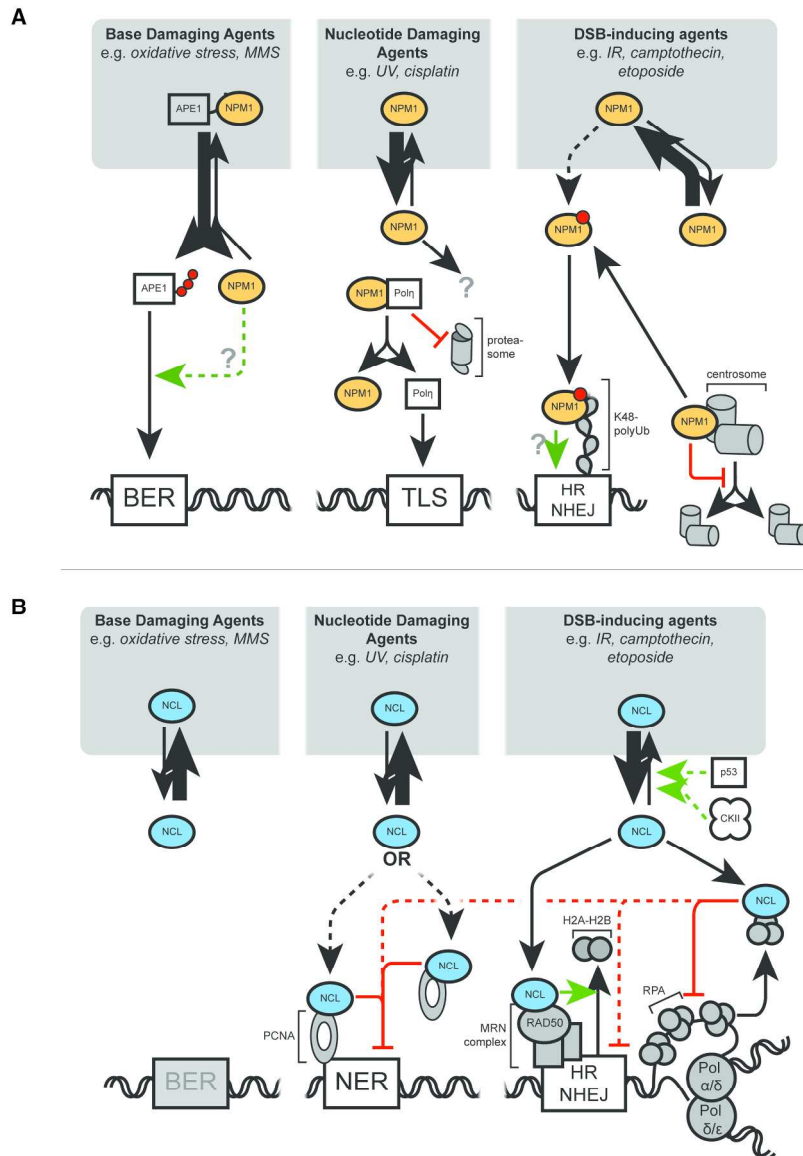 A
Base Damaging Agents
e.g. oxidative stress, MMS
APE1
NPM1
APE1
NPM1
?
BER
Nucleotide Damaging
Agents
e.g. UV, cisplatin
NPM1
NPM1
?
NPM1
Polη
protea-
some
NPM1
Polη
TLS
DSB-inducing agents
e.g. IR, camptothecin,
etoposide
NPM1
NPM1
NPM1
centrosome
NPM1
NPM1
K48-
polyUb
?
HR
NHEJ
B
Base Damaging Agents
e.g. oxidative stress, MMS
NCL
NCL
BER
Nucleotide Damaging
Agents
e.g. UV, cisplatin
NCL
NCL
OR
NCL
NCL
PCNA
NER
DSB-inducing agents
e.g. IR, camptothecin,
etoposide
NCL
p53
CKII
NCL
NCL
H2A-H2B
NCL
RAD50
MRN
complex
RPA
HR
NHEJ
Pol
α/δ
Pol
δ/ε